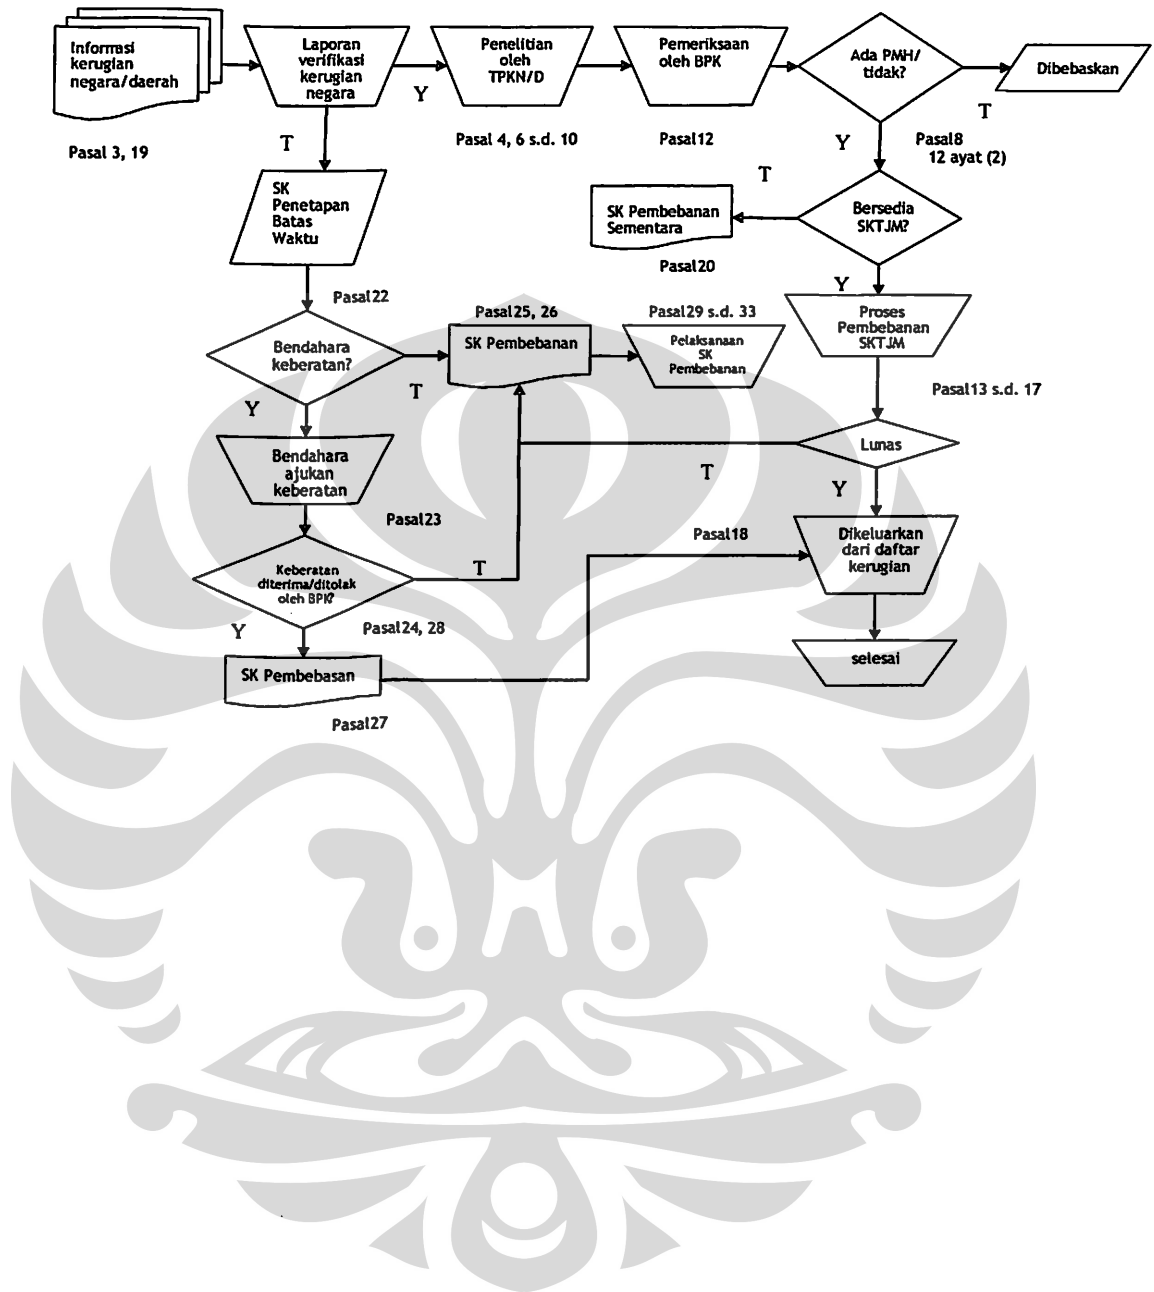 Informasi
kerugian
negara/daerah
Laporan
verifikasi
kerugian
negara
Penelitian
oleh
TPKN/D
Pemeriksaan
oleh BPK
Ada PMH/
tidak?
Dibebaskan
Y
T
Pasal 3, 19
T
Pasal 4, 6 s.d. 10
Pasal12
Y
Pasal8
12 ayat (2)
SK
Penetapan
Batas
Waktu
T
SK Pembebanan
Sementara
Bersedia
SKTJM?
Pasal20
Y
Pasal22
Pasal25, 26
Pasal29 s.d. 33
Proses
Pembebanan
SKTJM
Bendahara
keberatan?
SK Pembebanan
Pelaksanaan
SK
Pembebanan
T
Pasal13 s.d. 17
Y
Bendahara
ajukan
keberatan
Lunas
T
Y
Pasal23
Pasal18
Dikeluarkan
dari daftar
kerugian
Keberatan
diterima/ditolak
oleh BPK?
T
Y
Pasal24, 28
selesai
SK Pembebasan
Pasal27